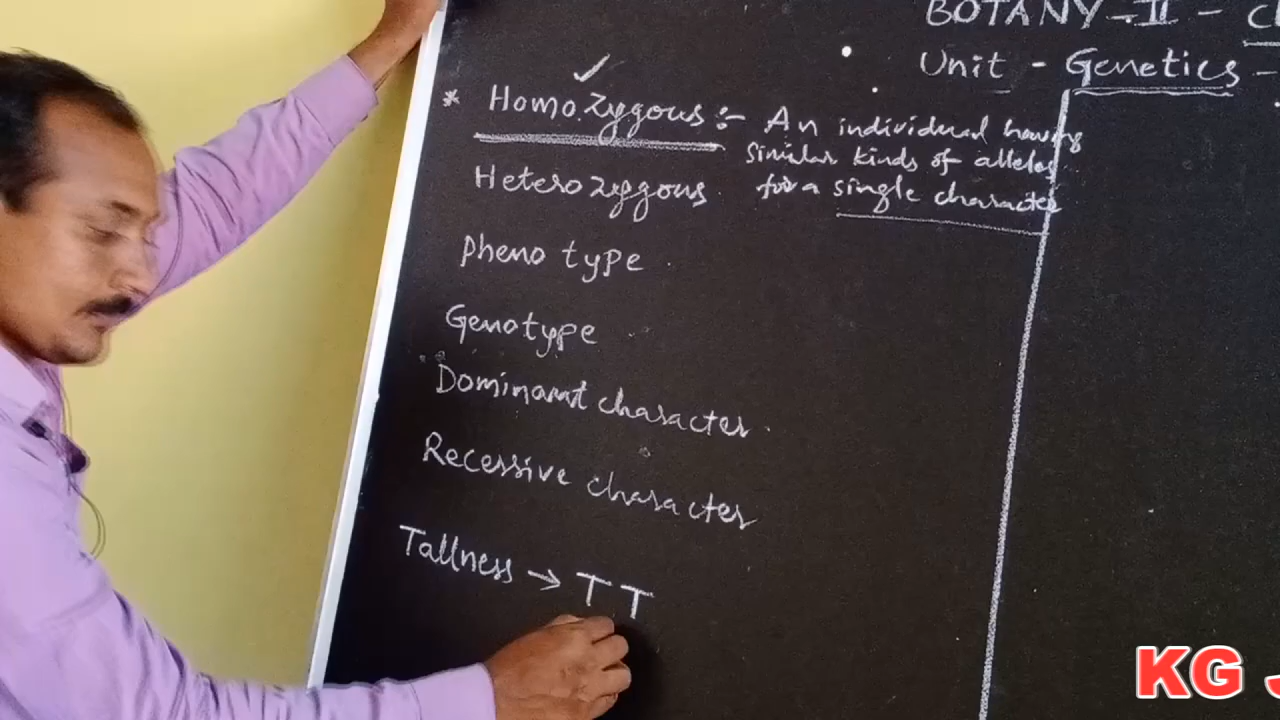 BOTANY-II-
Unit - Genetics -
* Homozygous :- An individual having
similar kinds of alleles
for a single character
Heterozygous
Pheno type
Genotype
Dominant character
Recessive character
Tallness → TT
KG